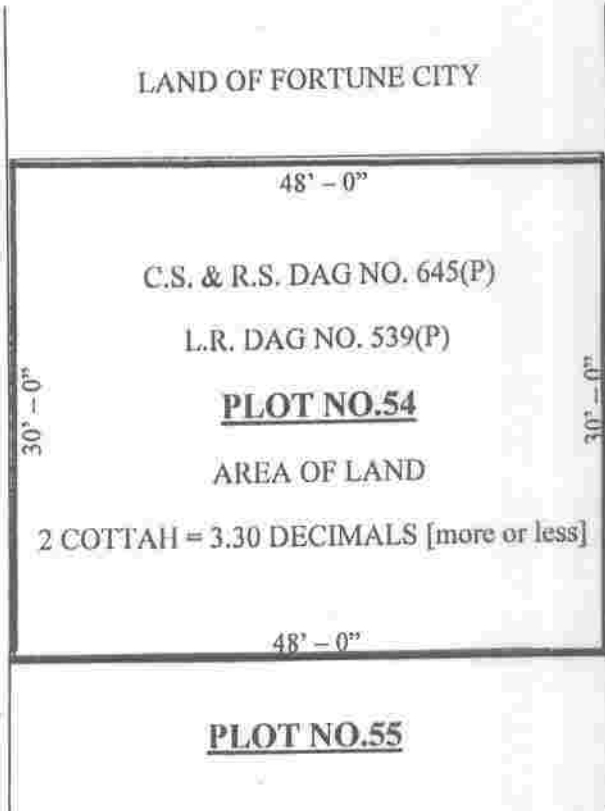 LAND OF FORTUNE CITY
48’ – 0”
C.S. & R.S. DAG NO. 645(P)
L.R. DAG NO. 539(P)
30’ – 0”
30’ – 0”
PLOT NO.54
AREA OF LAND
2 COTTAH = 3.30 DECIMALS [more or less]
48’ – 0”
PLOT NO.55